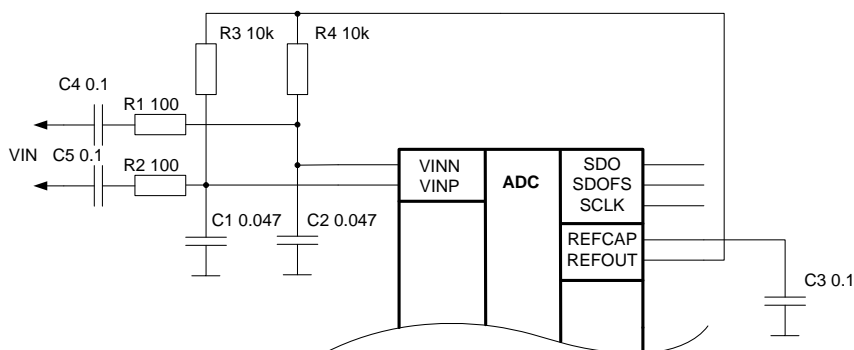 R3 10k
R4 10k
C4 0.1
R1 100
VIN
C5 0.1
R2 100
VINN
VINP
ADC
SDO
SDOFS
SCLK
C1 0.047
C2 0.047
REFCAP
REFOUT
C3 0.1